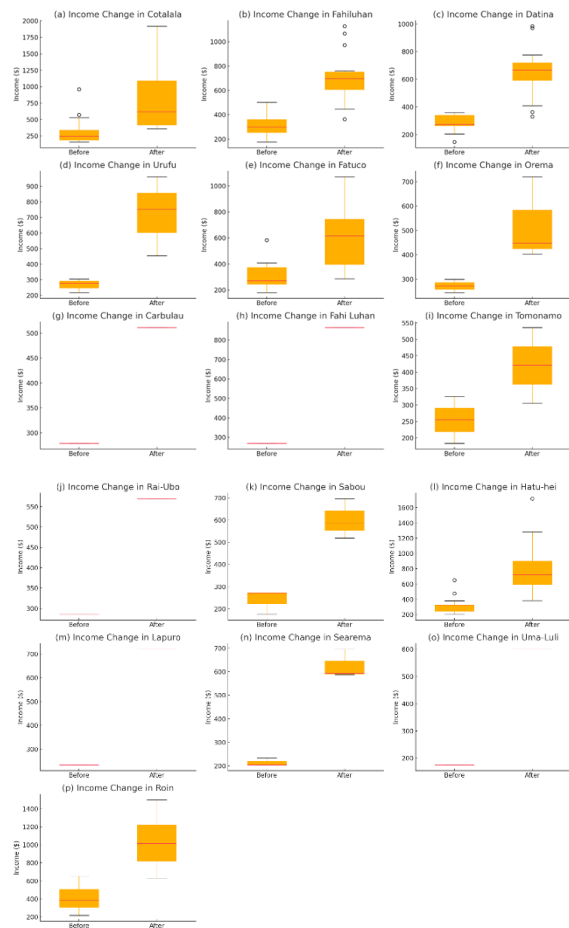 (a) Income Change in Cotalala
(b) Income Change in Fahiluhan
(c) Income Change in Datina
2000
1750
1500
1250
1000
750
500
250
Income ($)
Before After
1000
800
600
400
200
Income ($)
Before After
1000
800
600
400
200
Income ($)
Before After
(d) Income Change in Urufu
(e) Income Change in Fatuco
(f) Income Change in Orema
900
800
700
600
500
400
300
200
Income ($)
Before After
1000
800
600
400
200
Income ($)
Before After
700
600
500
400
300
Income ($)
Before After
(g) Income Change in Carbulau
(h) Income Change in Fahi Luhan
(i) Income Change in Tomonamo
500
450
400
350
300
Income ($)
Before After
800
700
600
500
400
300
Income ($)
Before After
550
500
450
400
350
300
250
200
Income ($)
Before After
(j) Income Change in Rai-Ubo
(k) Income Change in Sabou
(l) Income Change in Hatu-hei
550
500
450
400
350
300
Income ($)
Before After
700
600
500
400
300
200
Income ($)
Before After
1600
1400
1200
1000
800
600
400
200
Income ($)
Before After
(m) Income Change in Lapuro
(n) Income Change in Searema
(o) Income Change in Uma-Luli
700
600
500
400
300
Income ($)
Before After
700
600
500
400
300
200
Income ($)
Before After
600
500
400
300
200
Income ($)
Before After
(p) Income Change in Roin
1400
1200
1000
800
600
400
200
Income ($)
Before After